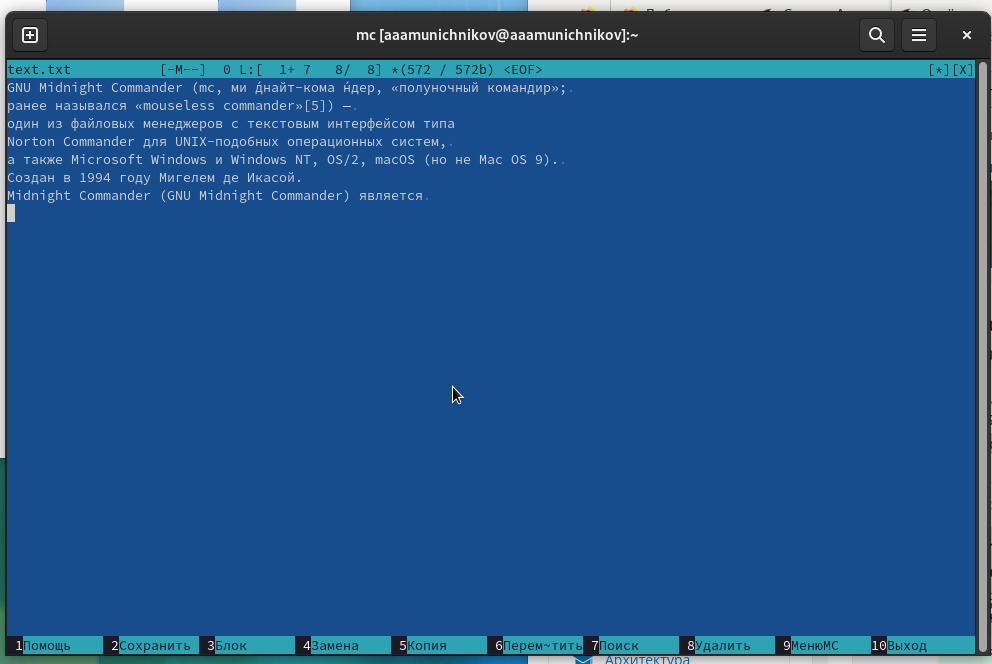 mc [aaamunichnikov@aaamunichnikov]:~
text.txt [-M--] 0 L:[ 1+ 7 8/ 8] *(572 / 572b) <EOF> [*][X]
GNU Midnight Commander (mc, ми́днайт-кома́ндер, «полуночный командир»;.
ранее назывался «mouseless commander»[5]) —.
один из файловых менеджеров с текстовым интерфейсом типа
Norton Commander для UNIX-подобных операционных систем,.
а также Microsoft Windows и Windows NT, OS/2, macOS (но не Mac OS 9)..
Создан в 1994 году Мигелем де Икасой.
Midnight Commander (GNU Midnight Commander) является.
1Помощь 2Сохранить 3Блок 4Замена 5Копия 6Перем~тить 7Поиск 8Удалить 9МенюMC 10Выход
Архитектура